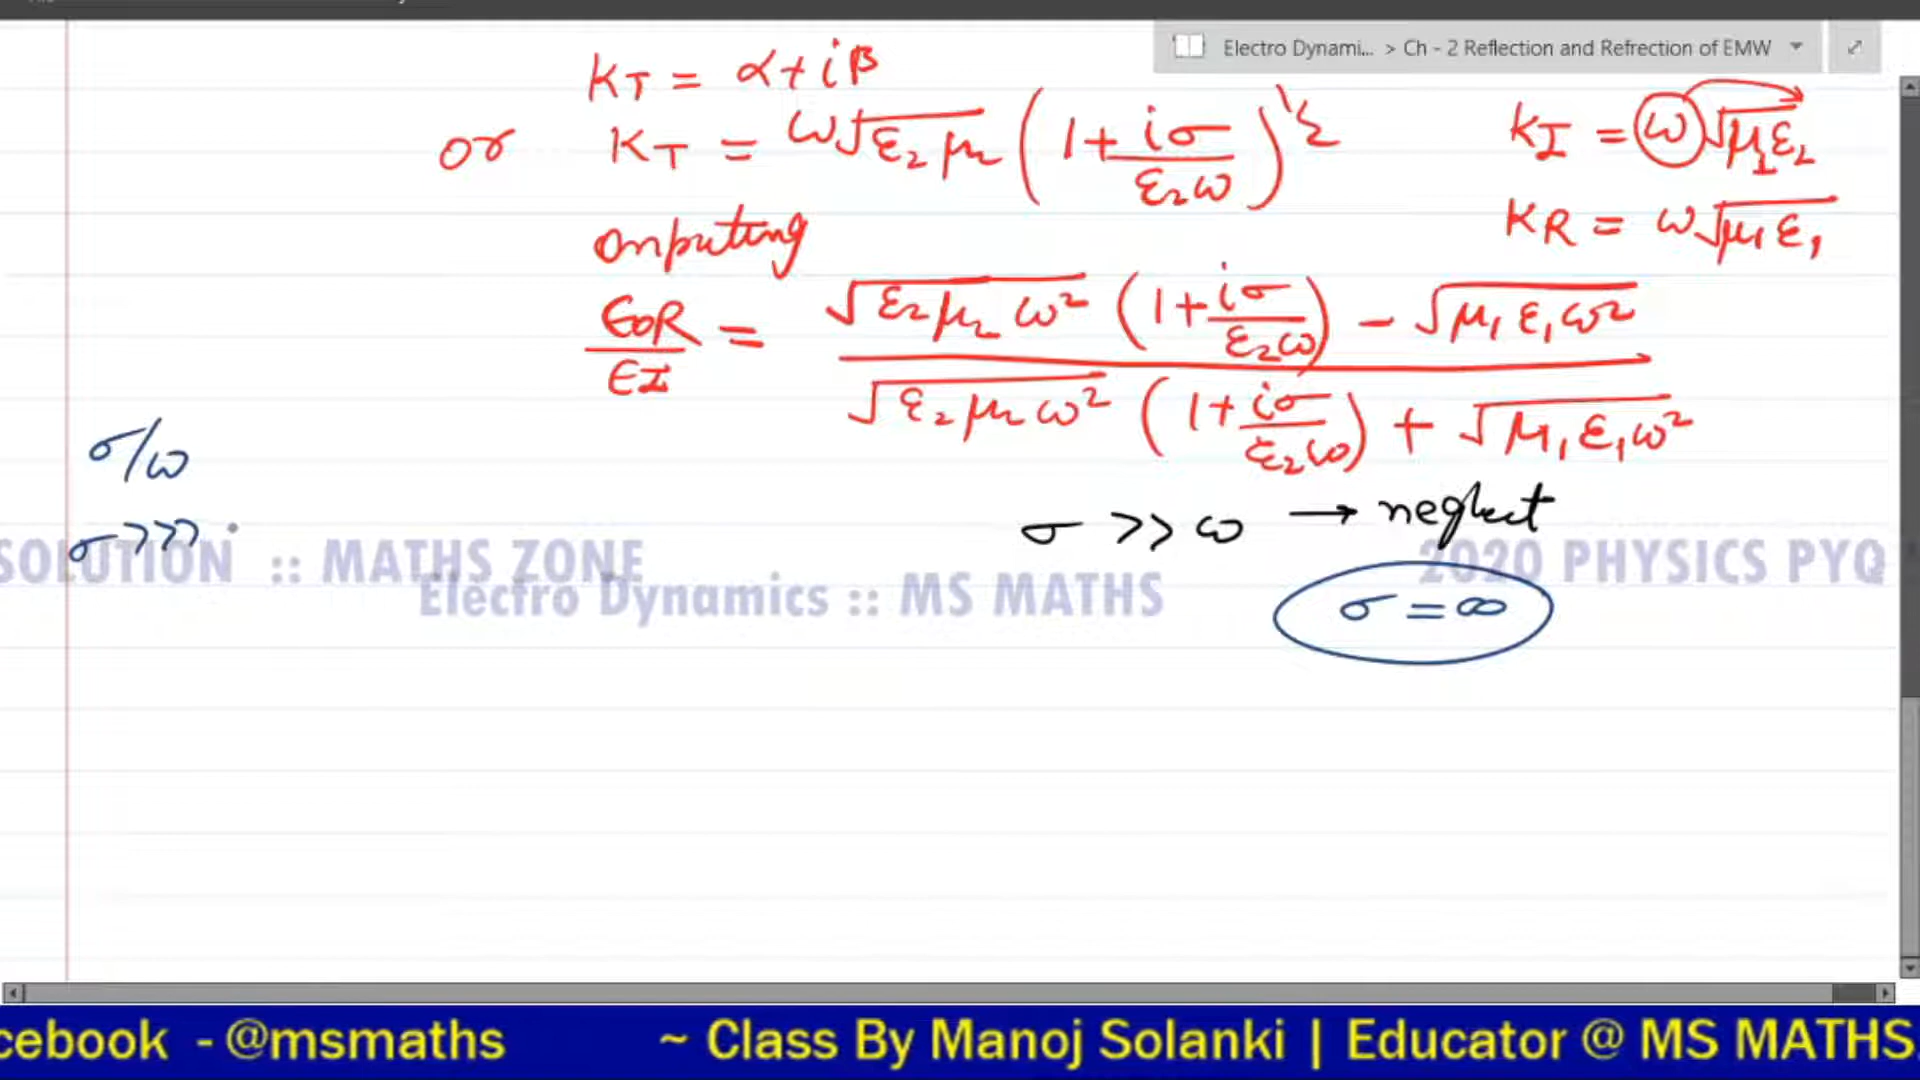 Electro Dynami... > Ch - 2 Reflection and Refrection of EMW
K_T = α + iβ
or K_T = ω√ε₂μ₂ (1 + iσ/ε₂ω)^½
K_I = ω√μ₁ε₂
K_R = ω√μ₁ε₁
onputing
E_OR/E_I = √ε₂μ₂ω² (1 + iσ/ε₂ω) - √μ₁ε₁ω² / √ε₂μ₂ω² (1 + iσ/ε₂ω) + √μ₁ε₁ω²
σ/ω
σ >>>
σ >> ω → neglect
σ = ∞
SOLUTION :: MATHS ZONE
2020 PHYSICS PYQ
Electro Dynamics :: MS MATHS
cebook - @msmaths ~ Class By Manoj Solanki | Educator @ MS MATHS